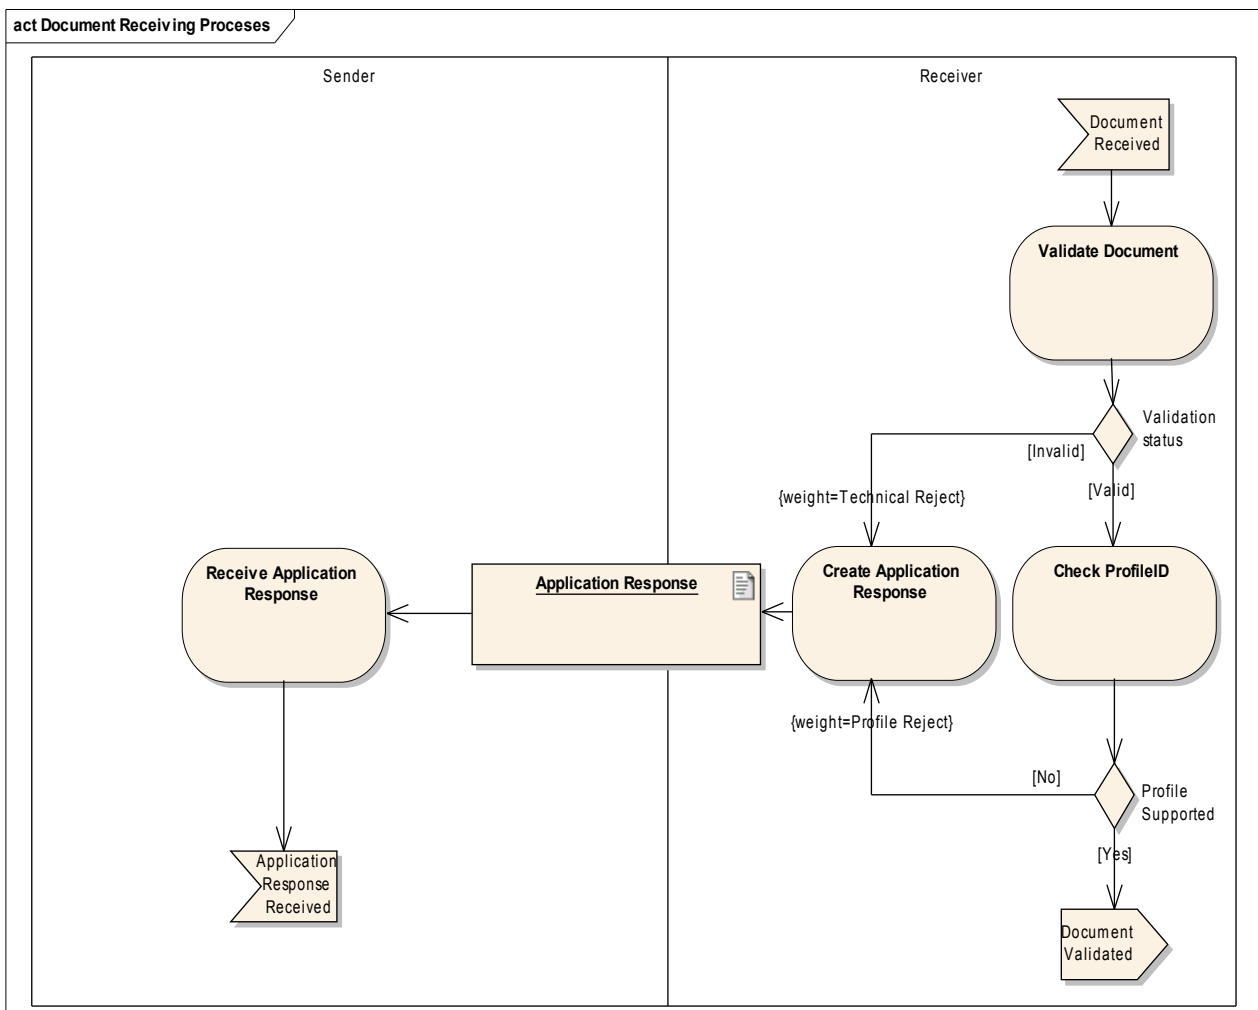 act Document Receiving Proceses
Sender
Receiver
Document
Received
Validate Document
Validation
status
[Invalid]
[Valid]
{weight=Technical Reject}
Receive Application
Response
Application Response
Create Application
Response
Check ProfileID
{weight=Profile Reject}
[No]
Profile
Supported
[Yes]
Application
Response
Received
Document
Validated